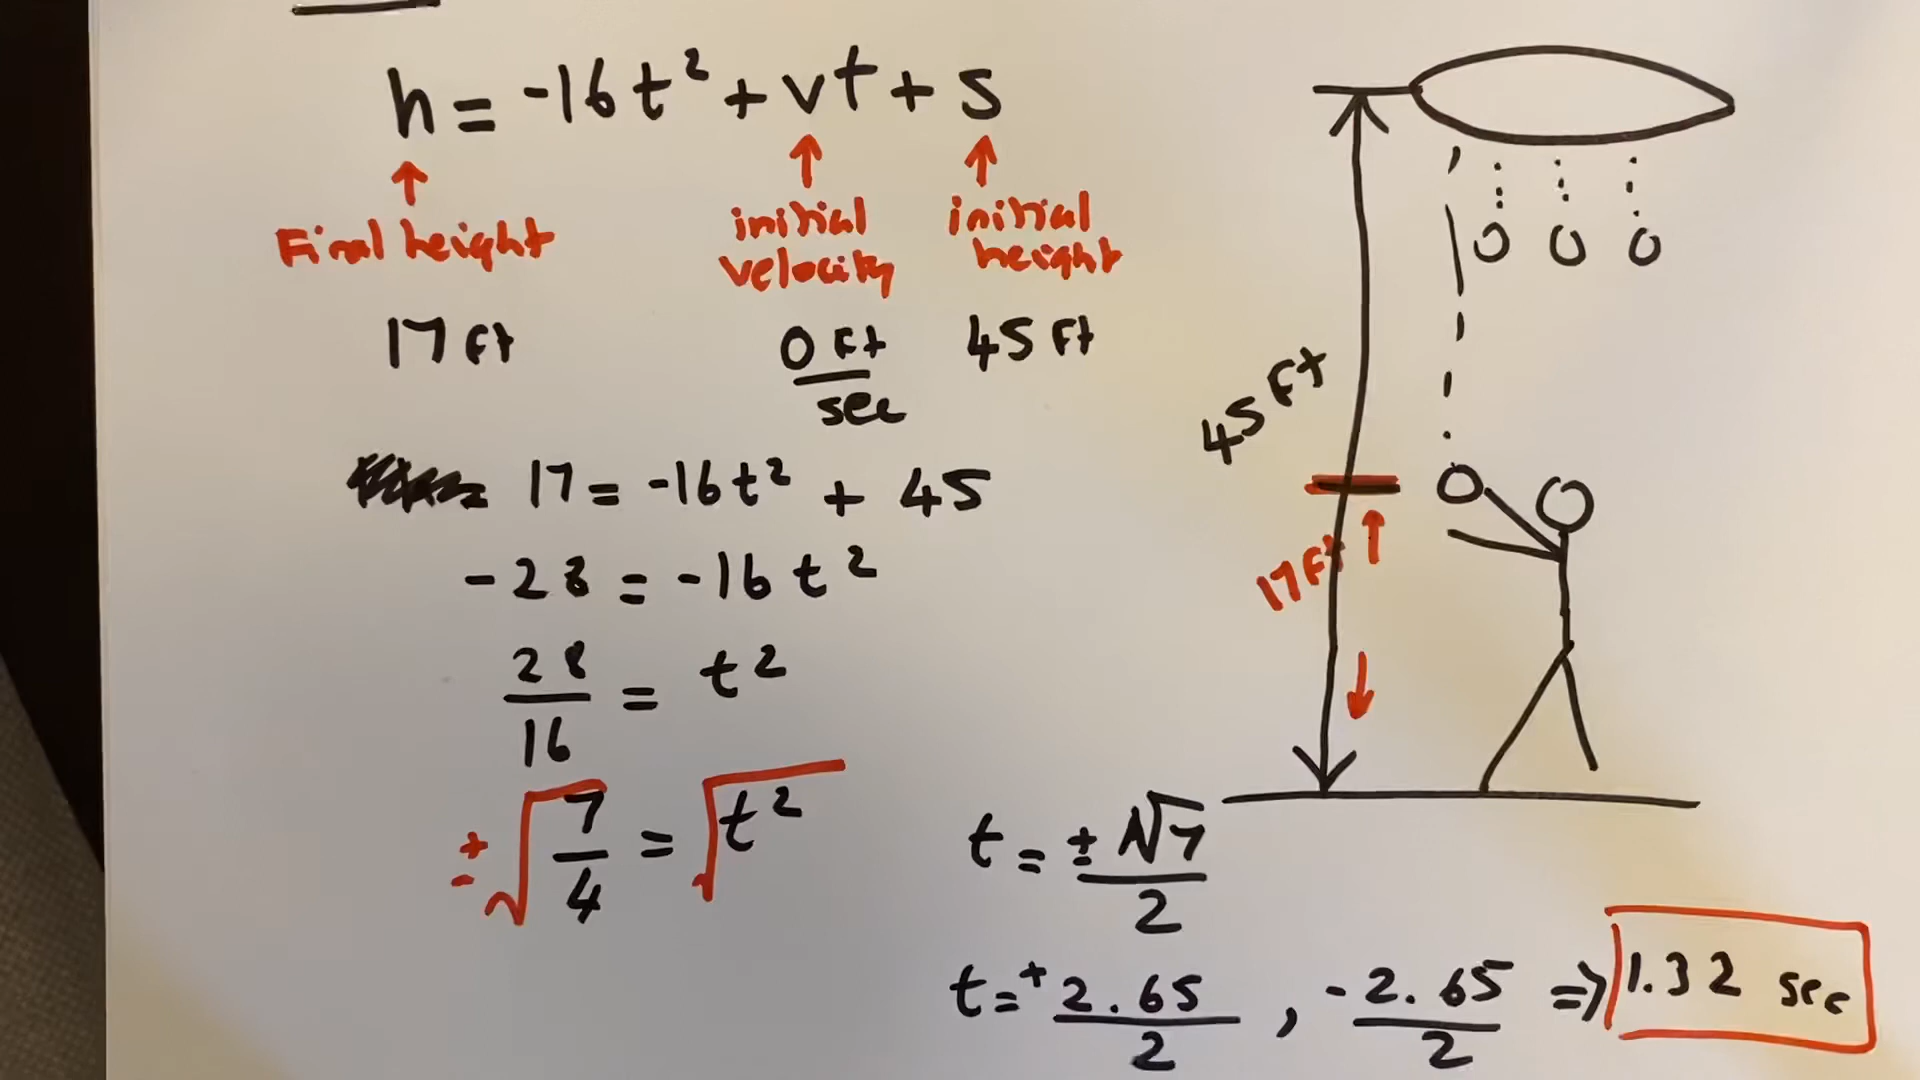 h = -16t² + vt + s
Final height
initial velocity
initial height
17 Ft
0 Ft/sec
45 Ft
17 = -16t² + 45
-28 = -16t²
28/16 = t²
± √7/4 = √t²
45 Ft
17 Ft
t = ± √7/2
t = + 2.65/2 , - 2.65/2 ⇒ 1.32 sec